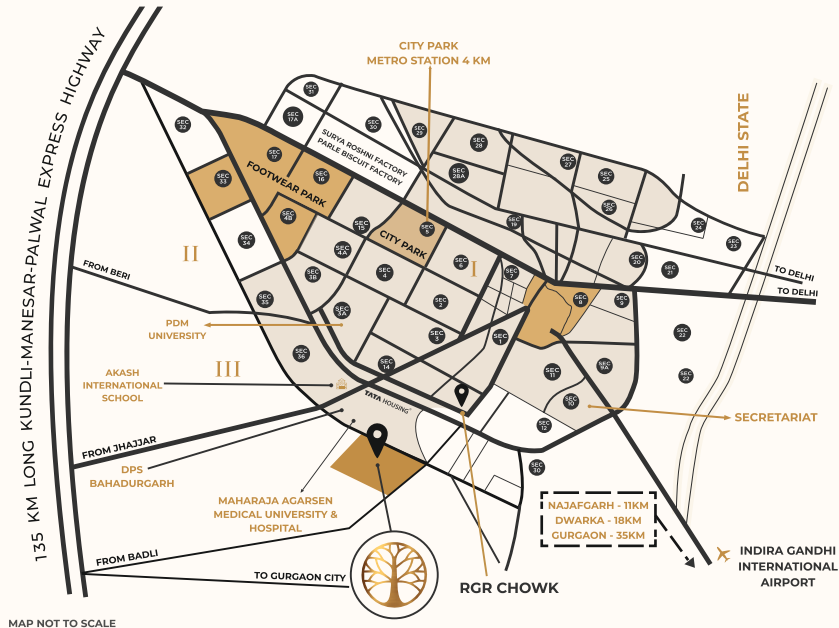 CITY PARK
METRO STATION 4 KM
DELHI STATE
135 KM LONG KUNDLI-MANESAR-PALWAL EXPRESS HIGHWAY
SEC 31
SEC 17A
SEC 30
SEC 29
SEC 28
SEC 28A
SEC 27
SEC 25
SEC 26
SEC 24
SEC 23
SEC 32
SURYA ROSHNI FACTORY
PARLE BISCUIT FACTORY
SEC 17
SEC 16
FOOTWEAR PARK
SEC 33
SEC 4B
SEC 15
SEC 5
CITY PARK
SEC 19
SEC 34
SEC 4A
SEC 6
I
II
SEC 20
SEC 21
TO DELHI
TO DELHI
FROM BERI
SEC 3B
SEC 4
SEC 7
SEC 8
SEC 9
SEC 35
SEC 3A
SEC 2
SEC 3
SEC 1
SEC 22
SEC 22
PDM
UNIVERSITY
SEC 36
SEC 14
SEC 11
SEC 9A
III
AKASH
INTERNATIONAL
SCHOOL
TATA HOUSING
SEC 10
SEC 12
SECRETARIAT
FROM JHAJJAR
DPS
BAHADURGARH
SEC 30
MAHARAJA AGARSEN
MEDICAL UNIVERSITY &
HOSPITAL
NAJAFGARH - 11KM
DWARKA - 18KM
GURGAON - 35KM
INDIRA GANDHI
INTERNATIONAL
AIRPORT
FROM BADLI
TO GURGAON CITY
RGR CHOWK
MAP NOT TO SCALE